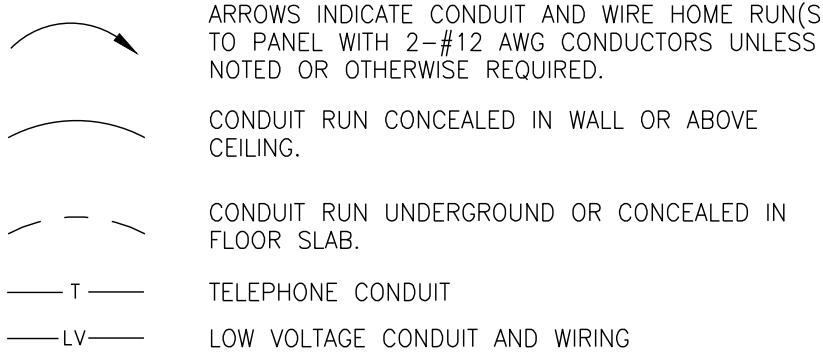 ARROWS INDICATE CONDUIT AND WIRE HOME RUN(S
TO PANEL WITH 2-#12 AWG CONDUCTORS UNLESS
NOTED OR OTHERWISE REQUIRED.
CONDUIT RUN CONCEALED IN WALL OR ABOVE
CEILING.
CONDUIT RUN UNDERGROUND OR CONCEALED IN
FLOOR SLAB.
T TELEPHONE CONDUIT
LV LOW VOLTAGE CONDUIT AND WIRING